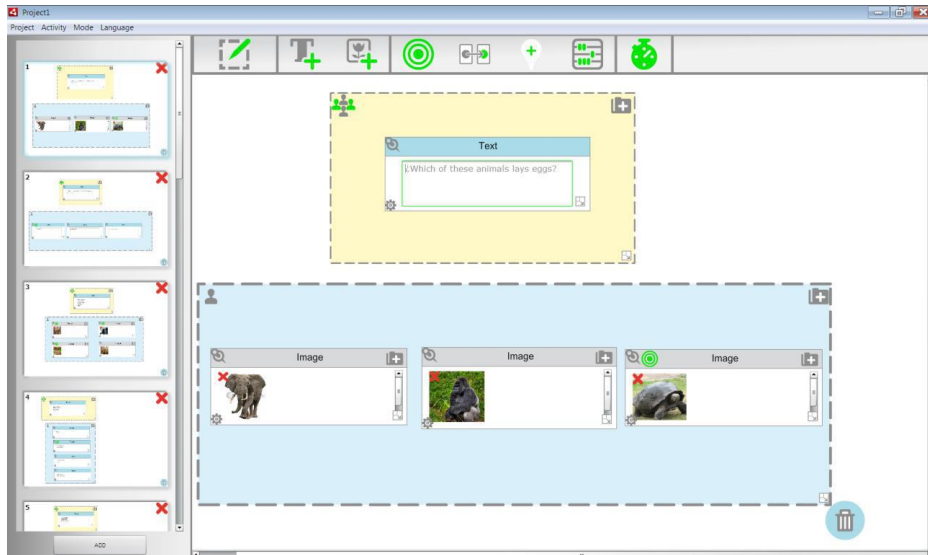 Project1
Project Activity Mode Language
1
2
3
4
5
ADD
Text
Which of these animals lays eggs?
Image
Image
Image